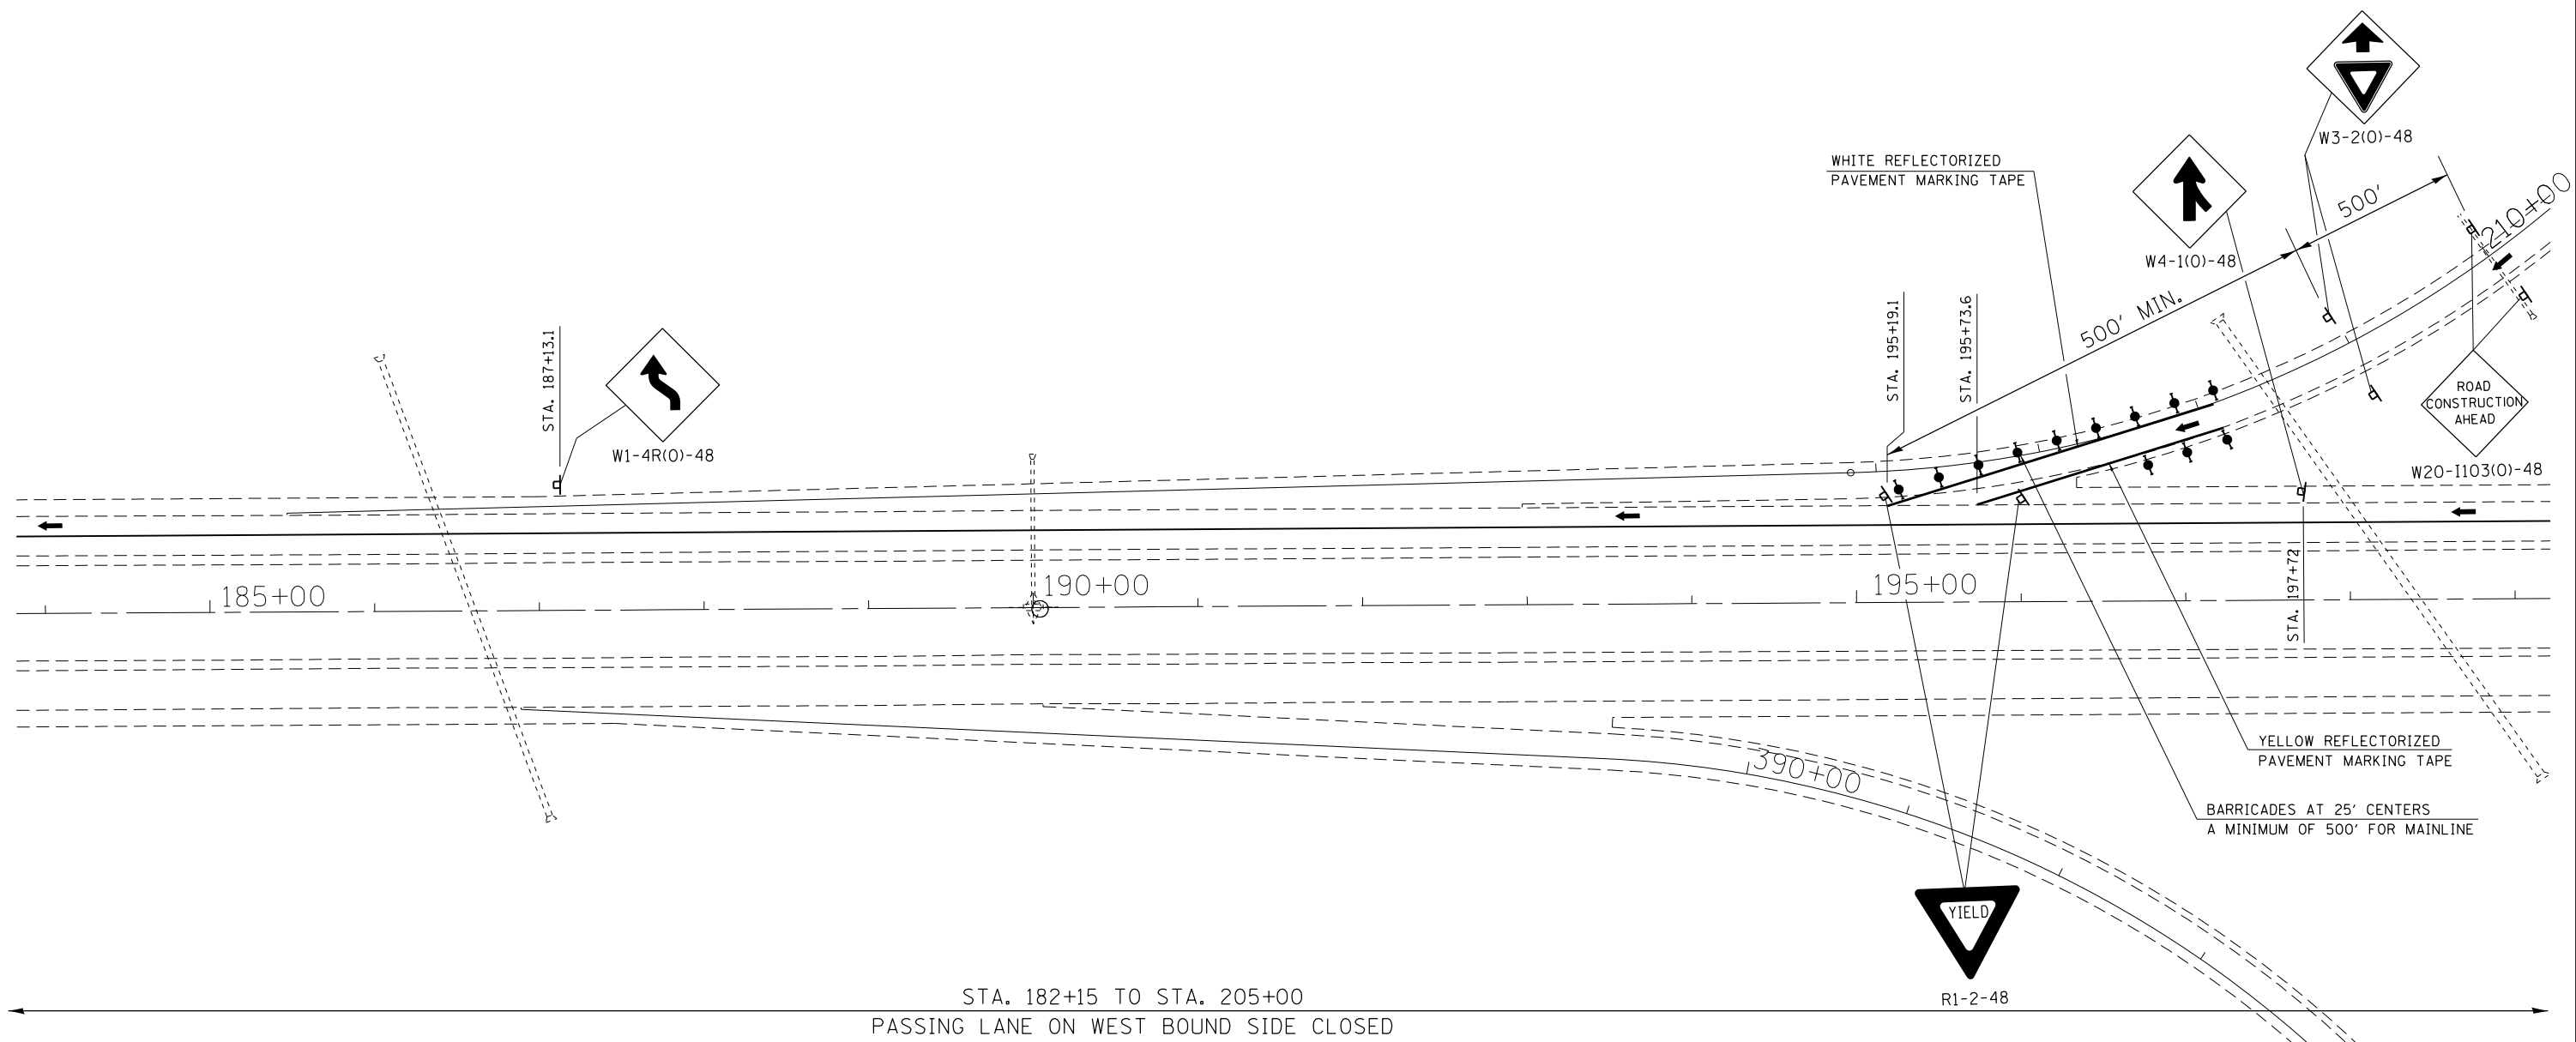 W3-2(O)-48
WHITE REFLECTORIZED
PAVEMENT MARKING TAPE
500'
210+00
W4-1(O)-48
500' MIN.
STA. 187+13.1
STA. 195+19.1
STA. 195+73.6
W1-4R(O)-48
ROAD
CONSTRUCTION
AHEAD
W20-I103(O)-48
185+00
190+00
195+00
STA. 197+72
390+00
YELLOW REFLECTORIZED
PAVEMENT MARKING TAPE
BARRICADES AT 25' CENTERS
A MINIMUM OF 500' FOR MAINLINE
YIELD
R1-2-48
STA. 182+15 TO STA. 205+00
PASSING LANE ON WEST BOUND SIDE CLOSED